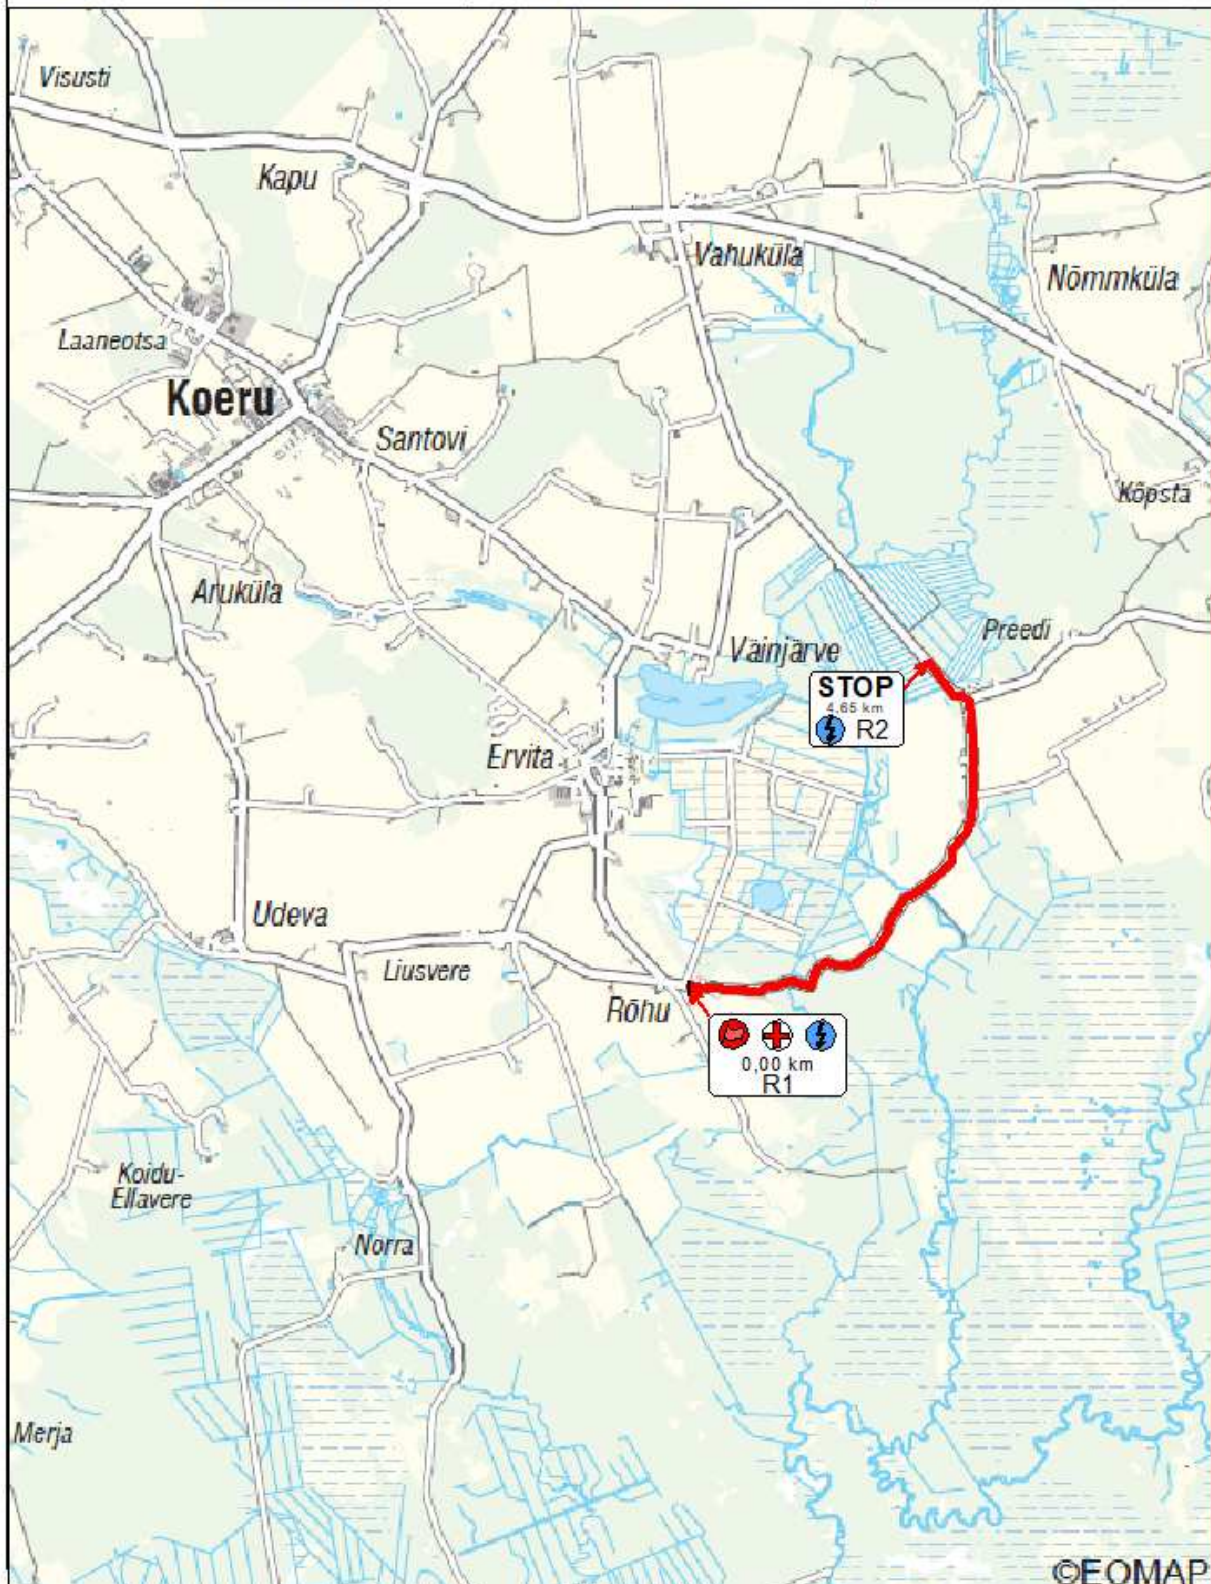 Visusti
Kapu
Vahuküla
Nõmmküla
Laaneotsa
Koeru
Santovi
Kõpsta
Aruküla
Preedi
Väinjärve
STOP
4.65 km
R2
Ervita
Udeva
Liusvere
Rõhu
0,00 km
R1
Koidu-
Ellavere
Norra
Merja
©EOMAP